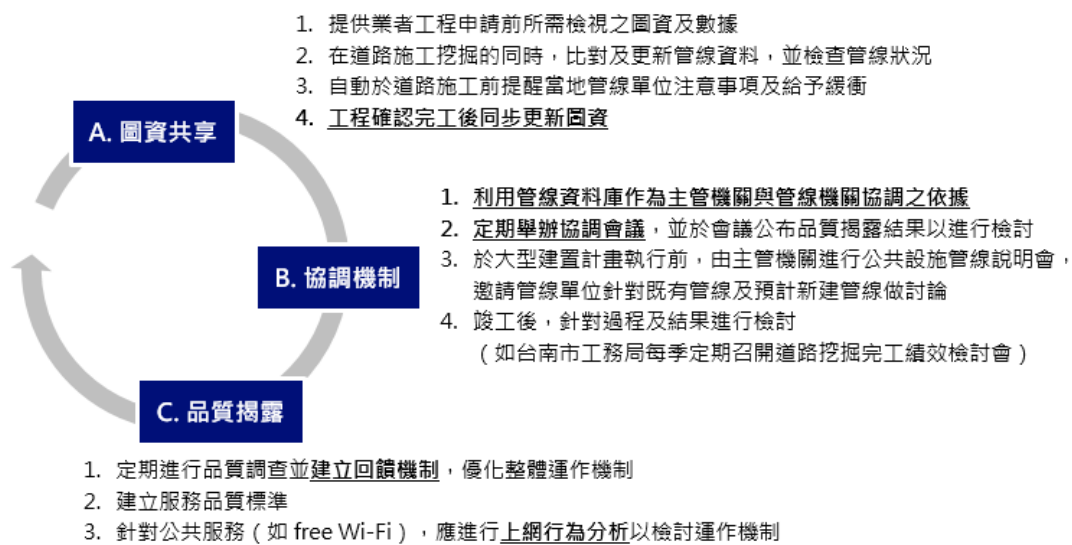 1. 提供業者工程申請前所需檢視之圖資及數據
2. 在道路施工挖掘的同時，比對及更新管線資料，並檢查管線狀況
3. 自動於道路施工前提醒當地管線單位注意事項及給予緩衝
4. 工程確認完工後同步更新圖資
A. 圖資共享
1. 利用管線資料庫作為主管機關與管線機關協調之依據
2. 定期舉辦協調會議，並於會議公布品質揭露結果以進行檢討
3. 於大型建置計畫執行前，由主管機關進行公共設施管線說明會，
邀請管線單位針對既有管線及預計新建管線做討論
4. 竣工後，針對過程及結果進行檢討
（如台南市工務局每季定期召開道路挖掘完工績效檢討會）
B. 協調機制
C. 品質揭露
1. 定期進行品質調查並建立回饋機制，優化整體運作機制
2. 建立服務品質標準
3. 針對公共服務（如 free Wi-Fi），應進行上網行為分析以檢討運作機制